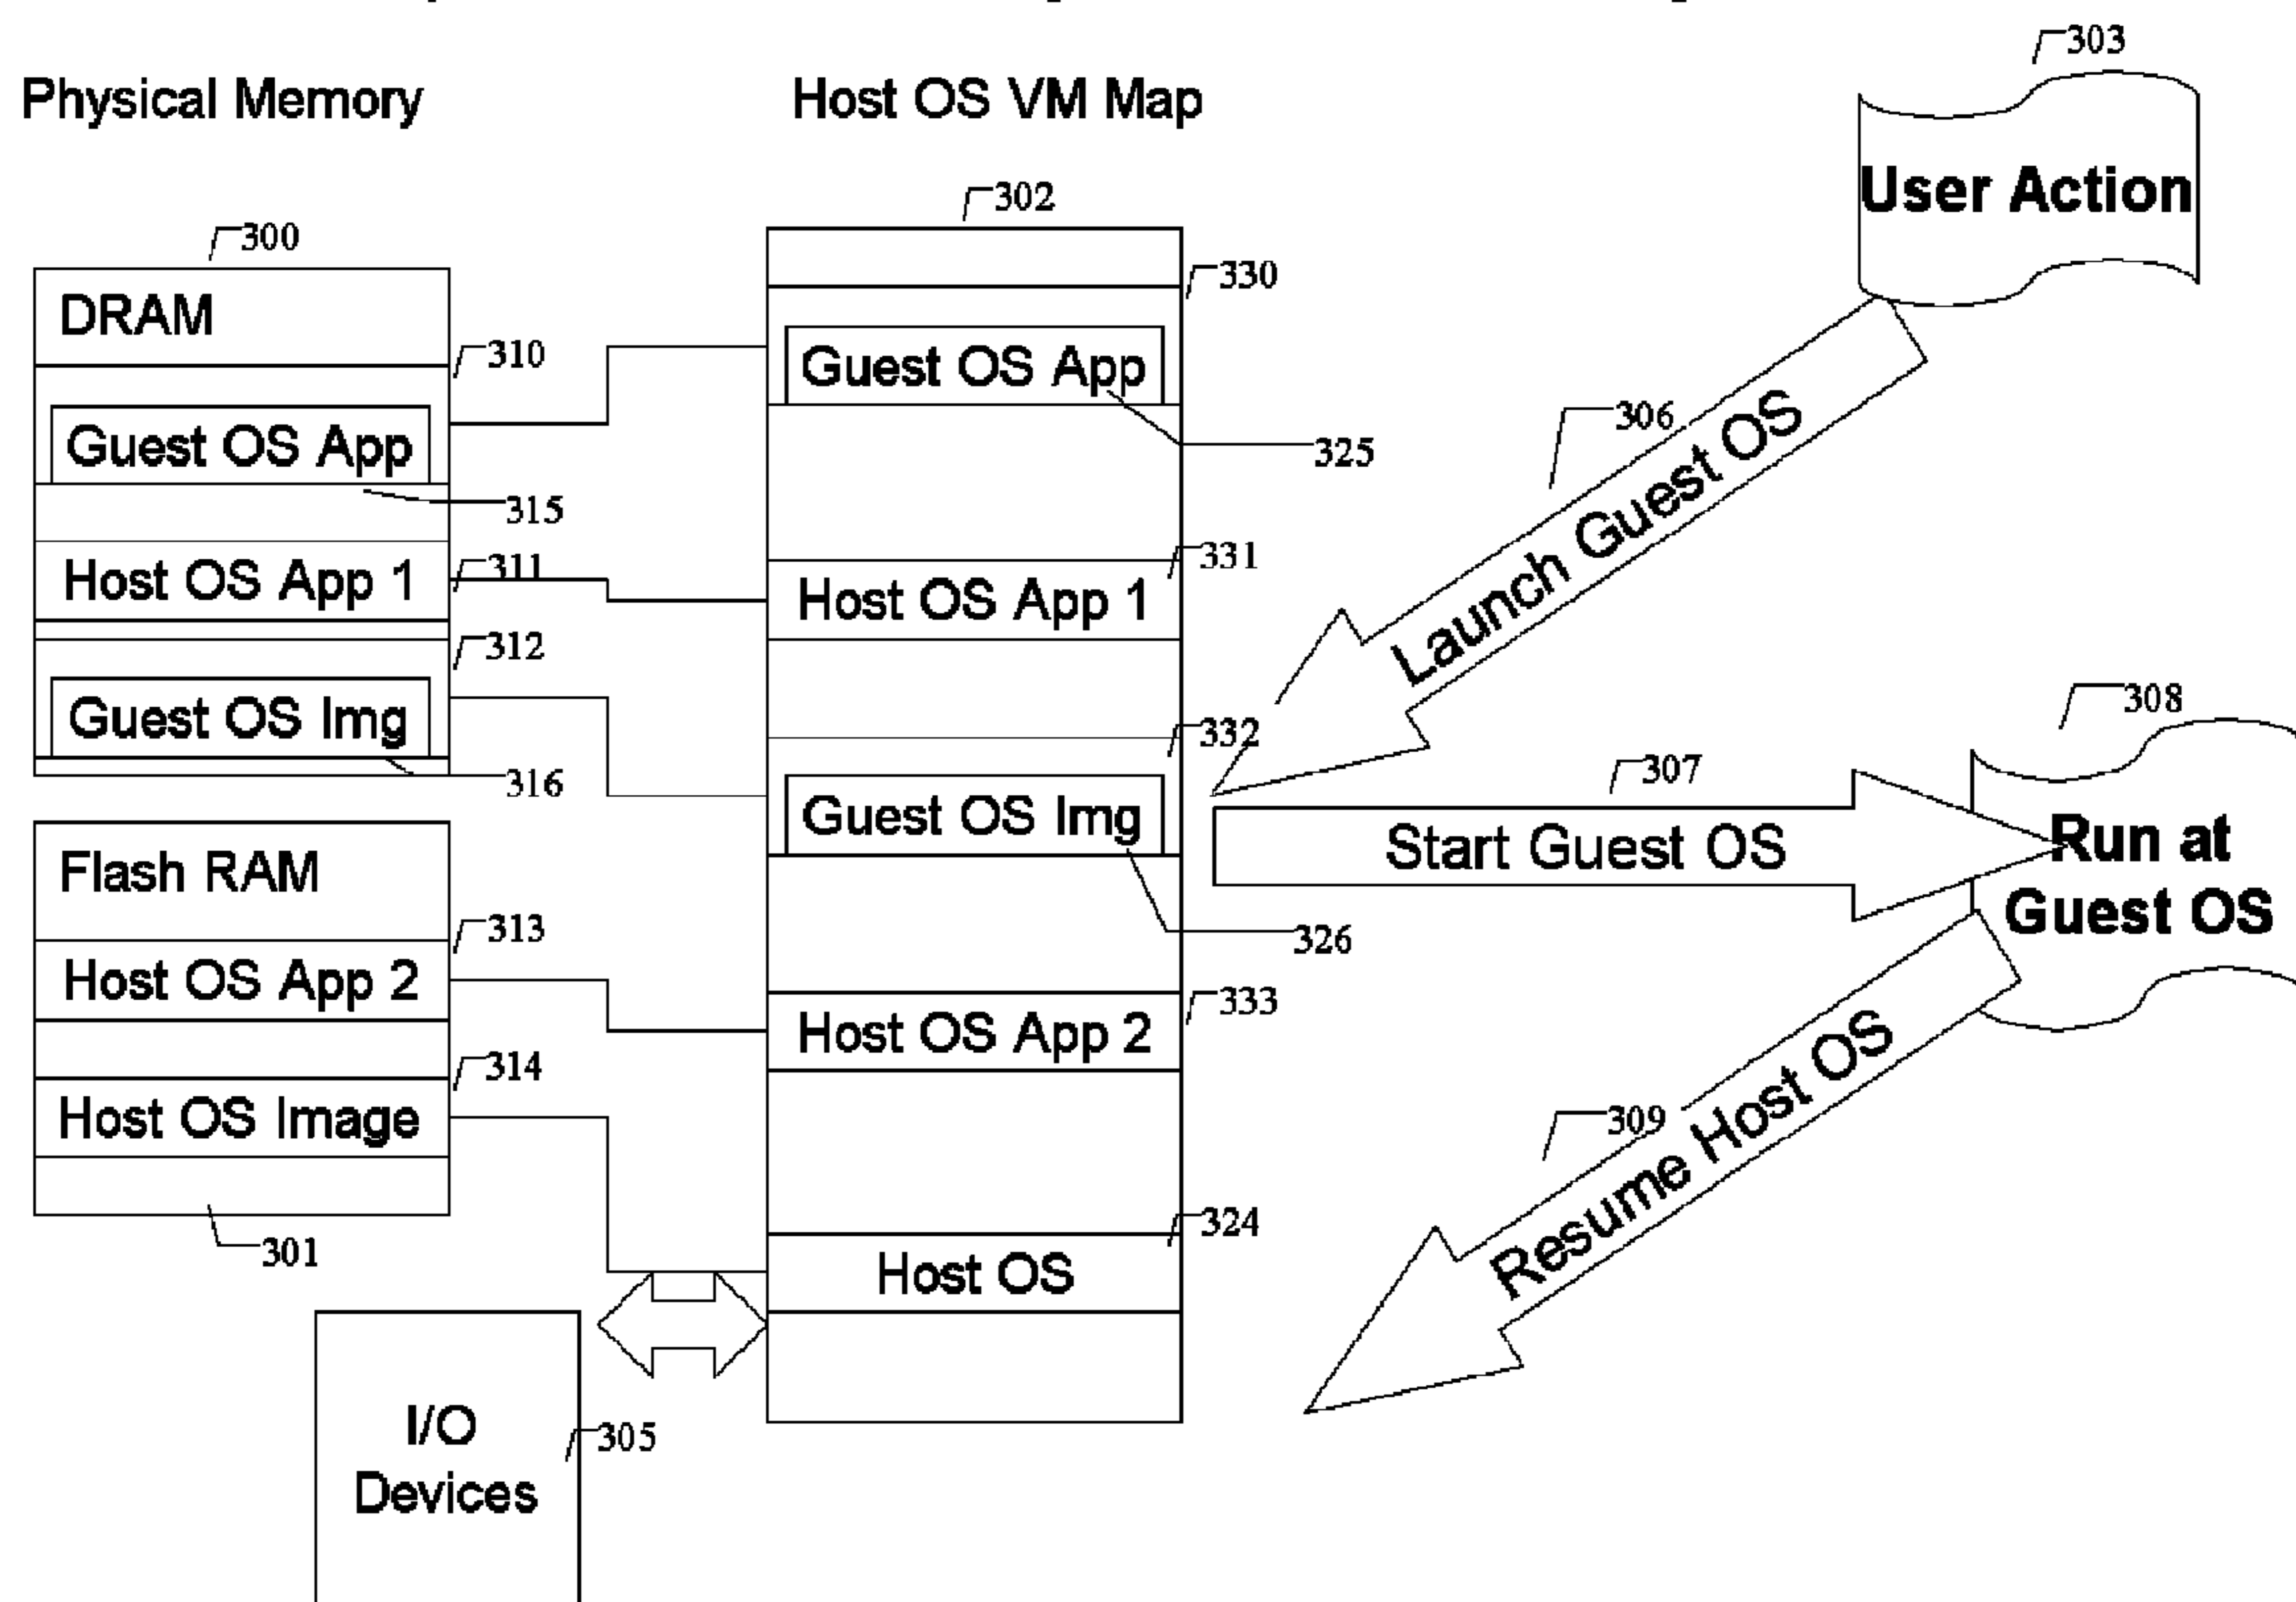 Physical Memory
Host OS VM Map
303
User Action
300
302
DRAM
330
310
Guest OS App
Guest OS App
325
315
306
Launch Guest OS
Host OS App 1
311
Host OS App 1
331
312
Guest OS Img
316
332
Guest OS Img
326
307
Start Guest OS
308
Run at
Guest OS
Flash RAM
313
Host OS App 2
333
Host OS App 2
314
Host OS Image
301
309
Resume Host OS
324
Host OS
I/O
Devices
305